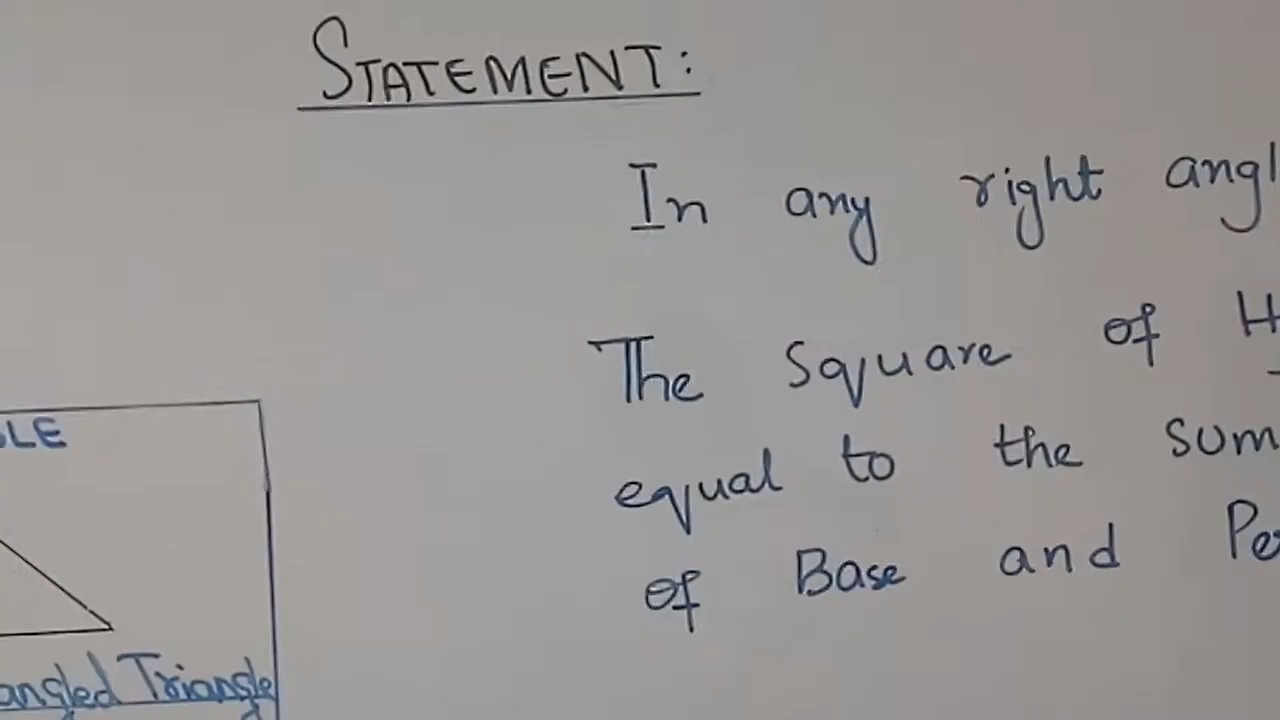 STATEMENT:
In any right angl
The square of H
equal to the sum
of Base and Pe
LE
angled Triangle